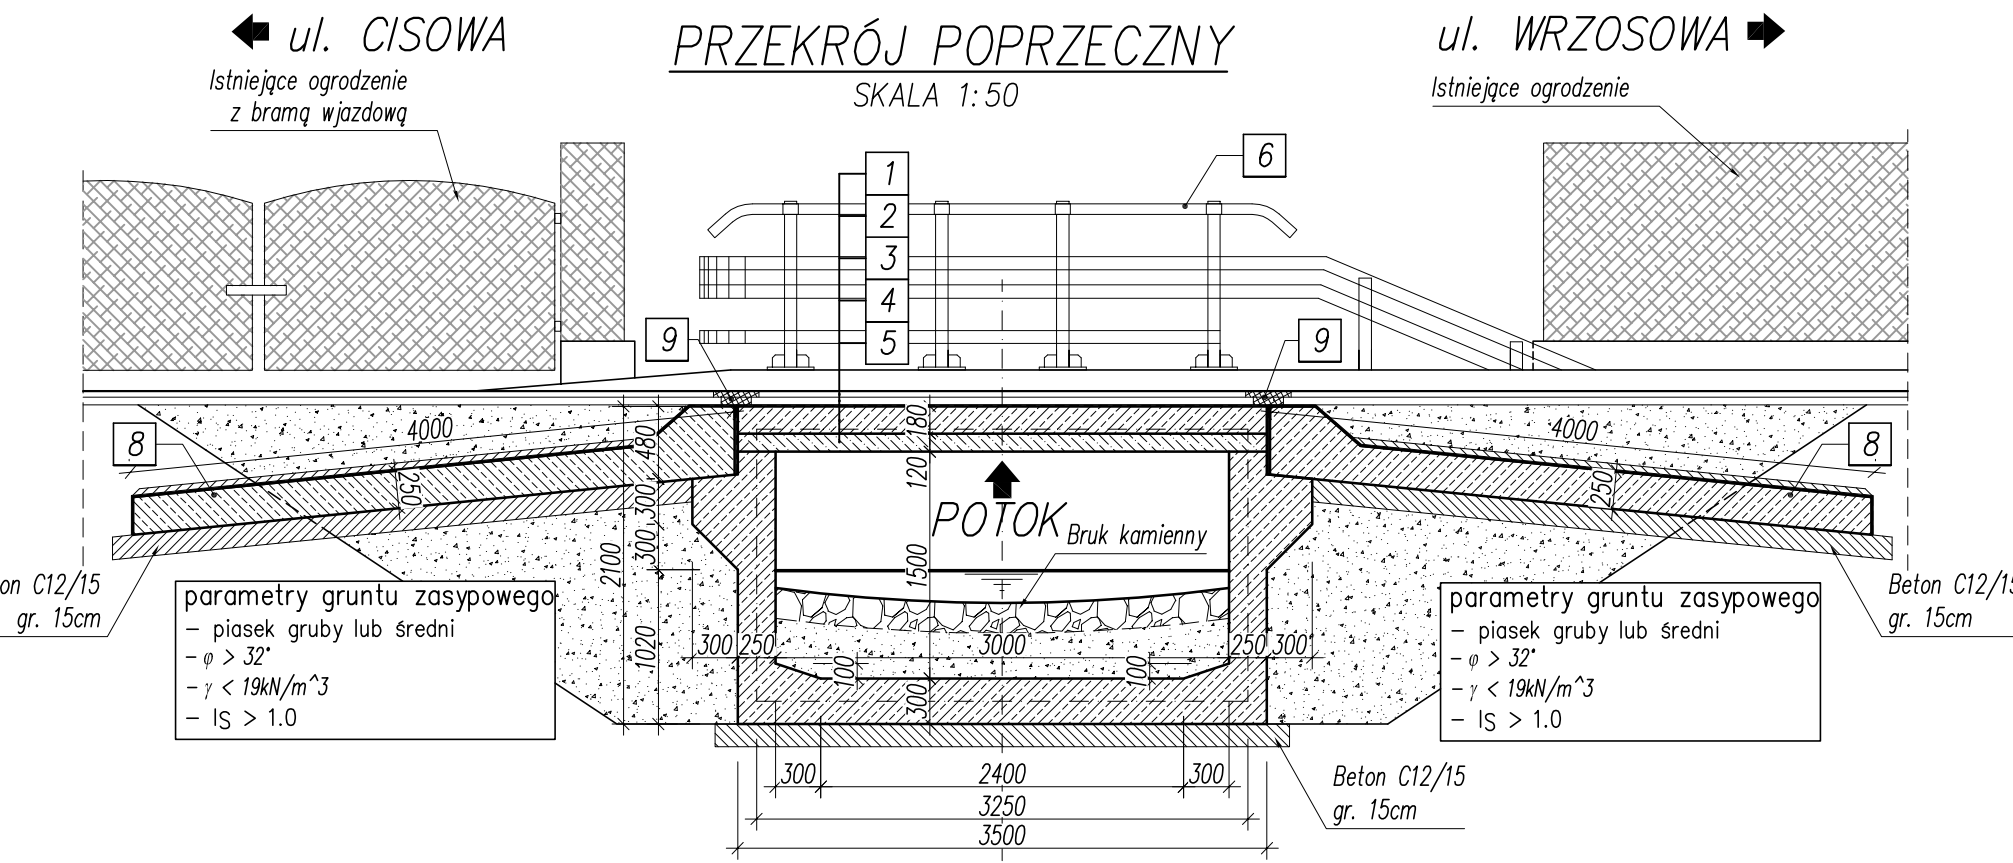 ul. CISOWA
PRZEKRÓJ POPRZECZNY
ul. WRZOSOWA
SKALA 1:50
Istniejące ogrodzenie
z bramą wjazdową
Istniejące ogrodzenie
1
2
3
4
5
6
9
9
8
8
4000
4000
250
250
480
300
300
2100
1020
180
120
1500
300
POTOK
Bruk kamienny
300
250
3000
250
300
100
100
on C12/15
gr. 15cm
parametry gruntu zasypowego
- piasek gruby lub średni
- φ > 32°
- γ < 19kN/m^3
- IS > 1.0
parametry gruntu zasypowego
- piasek gruby lub średni
- φ > 32°
- γ < 19kN/m^3
- IS > 1.0
Beton C12/15
gr. 15cm
Beton C12/15
gr. 15cm
300
2400
300
3250
3500